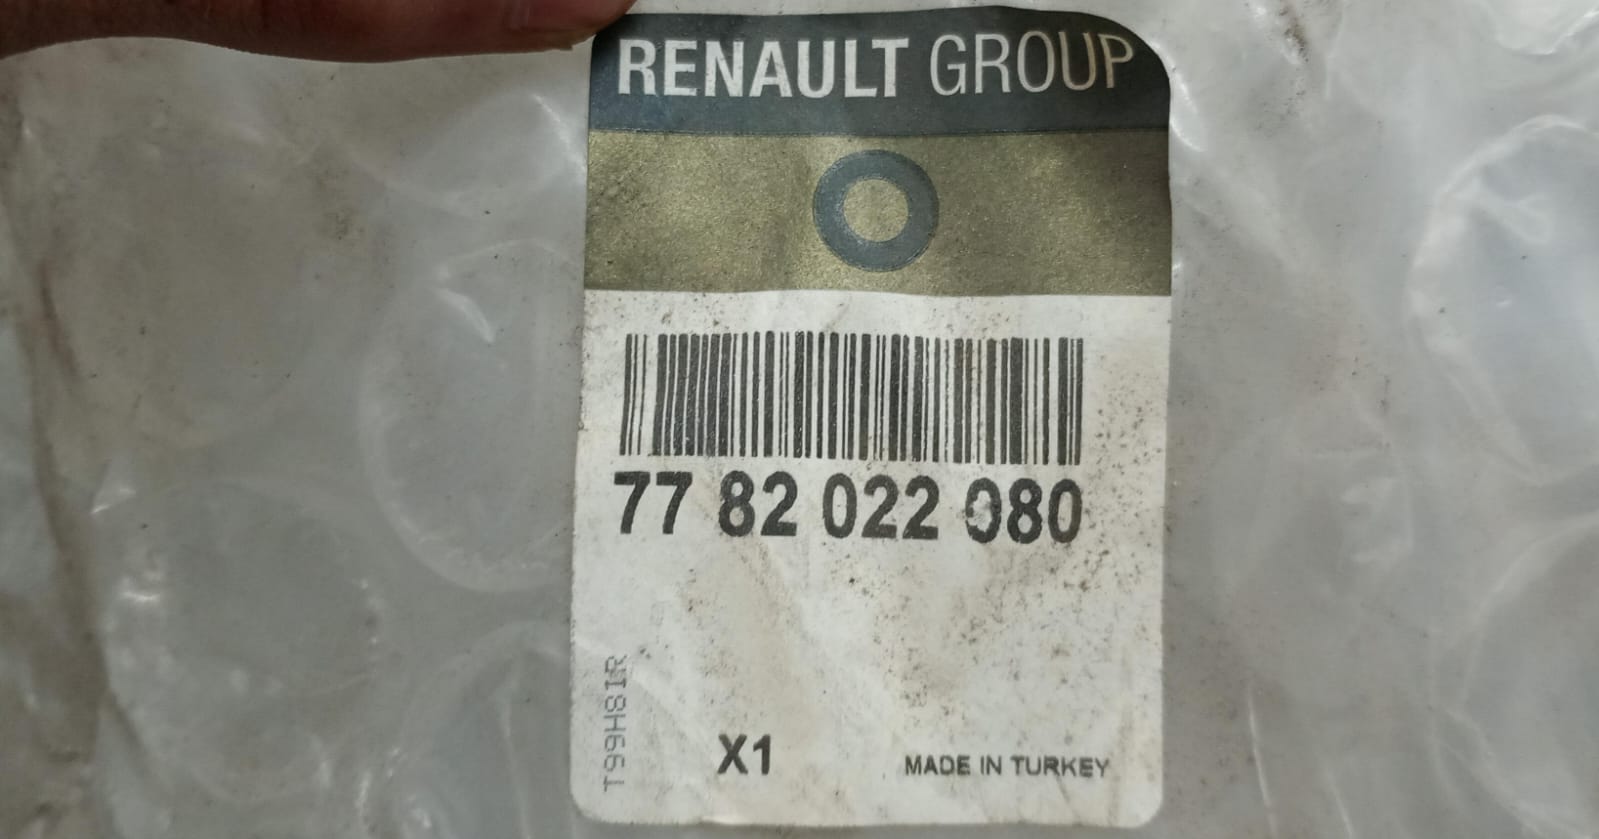 RENAULT GROUP
77 82 022 080
T99H8IR
X1
MADE IN TURKEY